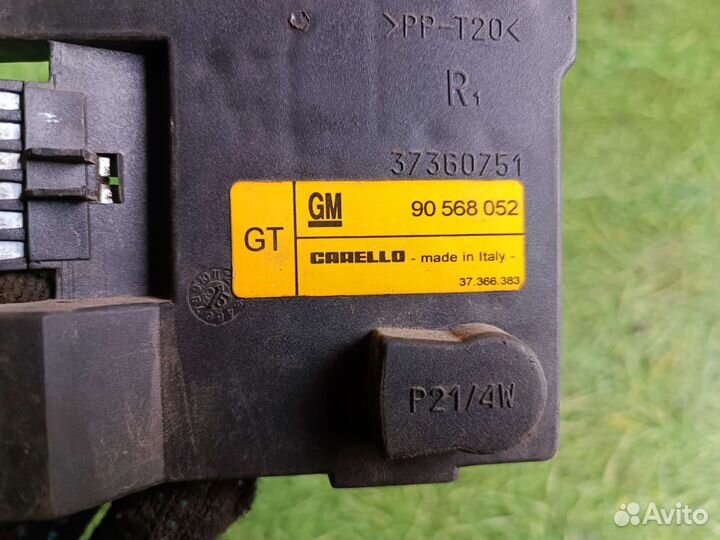 >PP-T20<
R1
37360751
GT
GM 90 568 052
CARELLO - made in Italy -
37.366.383
P21/4W
Avito